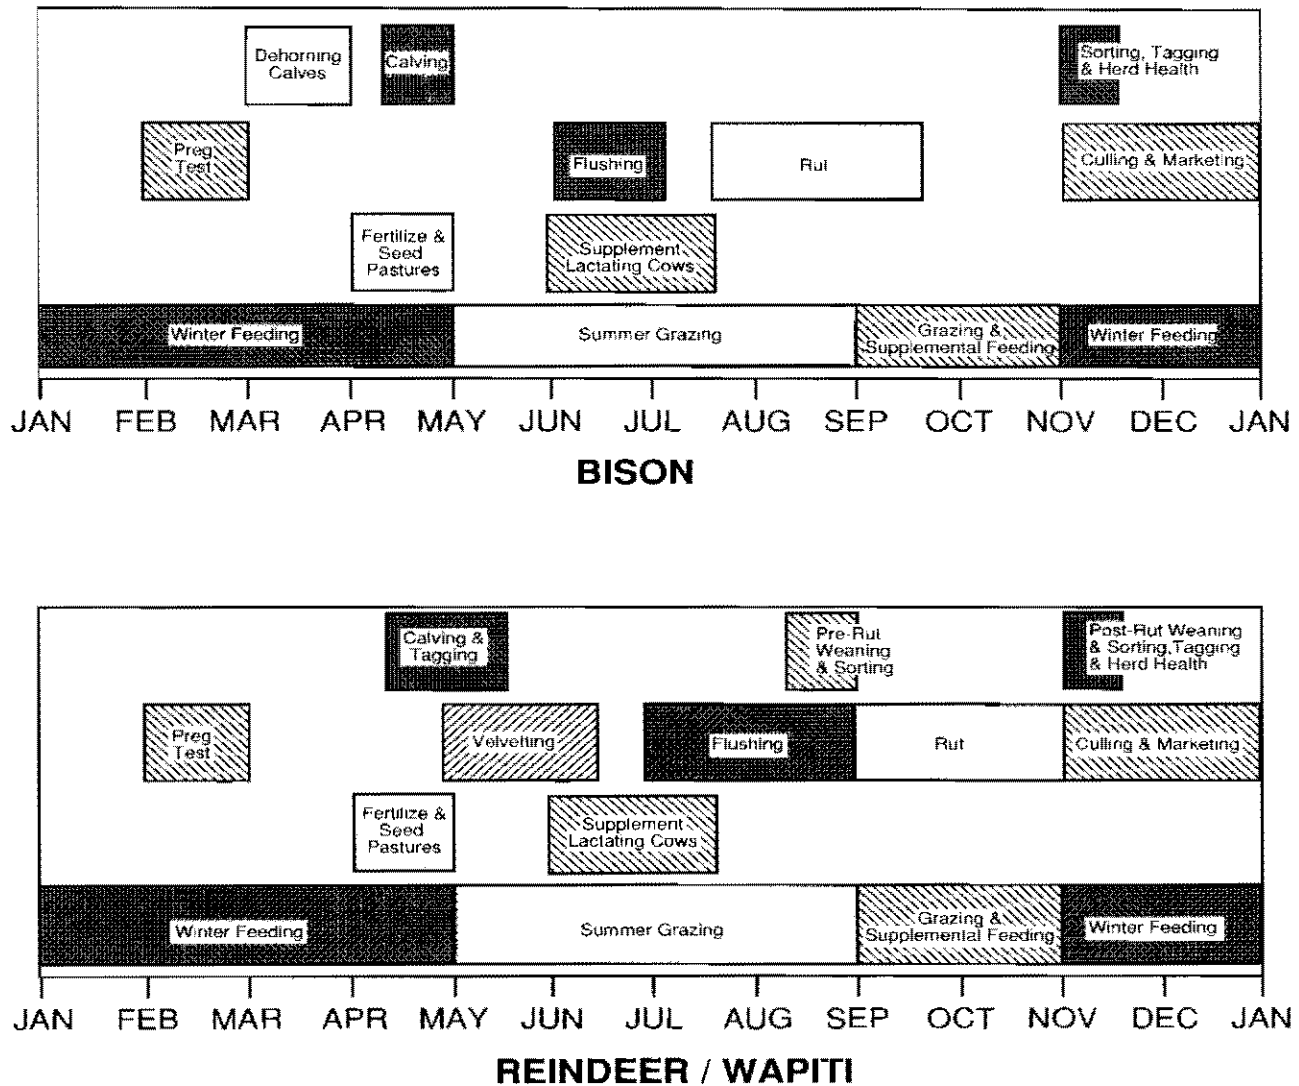 Dehorning
Calves
Calving
Sorting, Tagging
& Herd Health
Preg
Test
Flushing
Rut
Culling & Marketing
Fertilize &
Seed
Pastures
Supplement
Lactating Cows
Winter Feeding
Summer Grazing
Grazing &
Supplemental Feeding
Winter Feeding
JAN FEB MAR APR MAY JUN JUL AUG SEP OCT NOV DEC JAN
BISON
Calving &
Tagging
Pre-Rut
Weaning
& Sorting
Post-Rut Weaning
& Sorting,Tagging
& Herd Health
Preg
Test
Velvetting
Flushing
Rut
Culling & Marketing
Fertilize &
Seed
Pastures
Supplement
Lactating Cows
Winter Feeding
Summer Grazing
Grazing &
Supplemental Feeding
Winter Feeding
JAN FEB MAR APR MAY JUN JUL AUG SEP OCT NOV DEC JAN
REINDEER / WAPITI